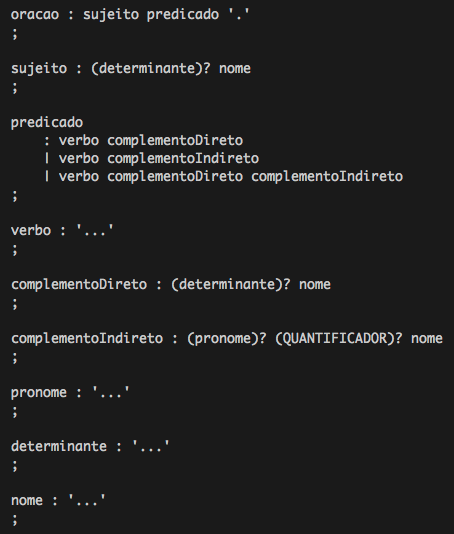 oracao : sujeito predicado '.'
;
sujeito : (determinante)? nome
;
predicado
    : verbo complementoDireto
    | verbo complementoIndireto
    | verbo complementoDireto complementoIndireto
;
verbo : '...'
;
complementoDireto : (determinante)? nome
;
complementoIndireto : (pronome)? (QUANTIFICADOR)? nome
;
pronome : '...'
;
determinante : '...'
;
nome : '...'
;